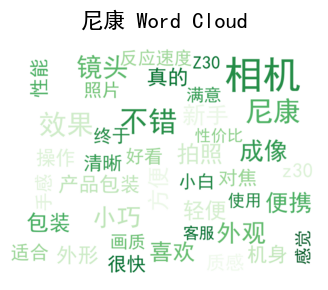 尼康 Word Cloud
反应速度
Z30
镜头
真的
相机
性能
照片
满意
新手
尼康
不错
效果
终于
性价比
成像
操作
清晰
好看
拍照
z30
手感
产品包装
方便
小白
对焦
包装
小巧
轻便
使用
便携
画质
客服
外观
感觉
适合
外形
很快
喜欢
质感
机身